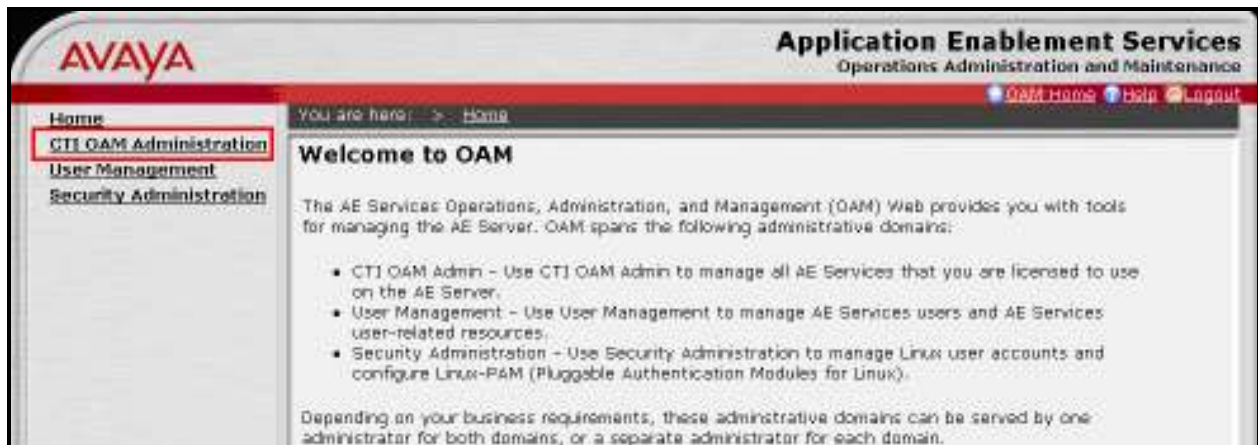 AVAYA
Application Enablement Services
Operations Administration and Maintenance
OAM Home Help Logout
Home
CTI OAM Administration
User Management
Security Administration
You are here: > Home
Welcome to OAM
The AE Services Operations, Administration, and Management (OAM) Web provides you with tools
for managing the AE Server. OAM spans the following administrative domains:
• CTI OAM Admin - Use CTI OAM Admin to manage all AE Services that you are licensed to use
on the AE Server.
• User Management - Use User Management to manage AE Services users and AE Services
user-related resources.
• Security Administration - Use Security Administration to manage Linux user accounts and
configure Linux-PAM (Pluggable Authentication Modules for Linux).
Depending on your business requirements, these adminstrative domains can be served by one
administrator for both domains, or a separate administrator for each domain.